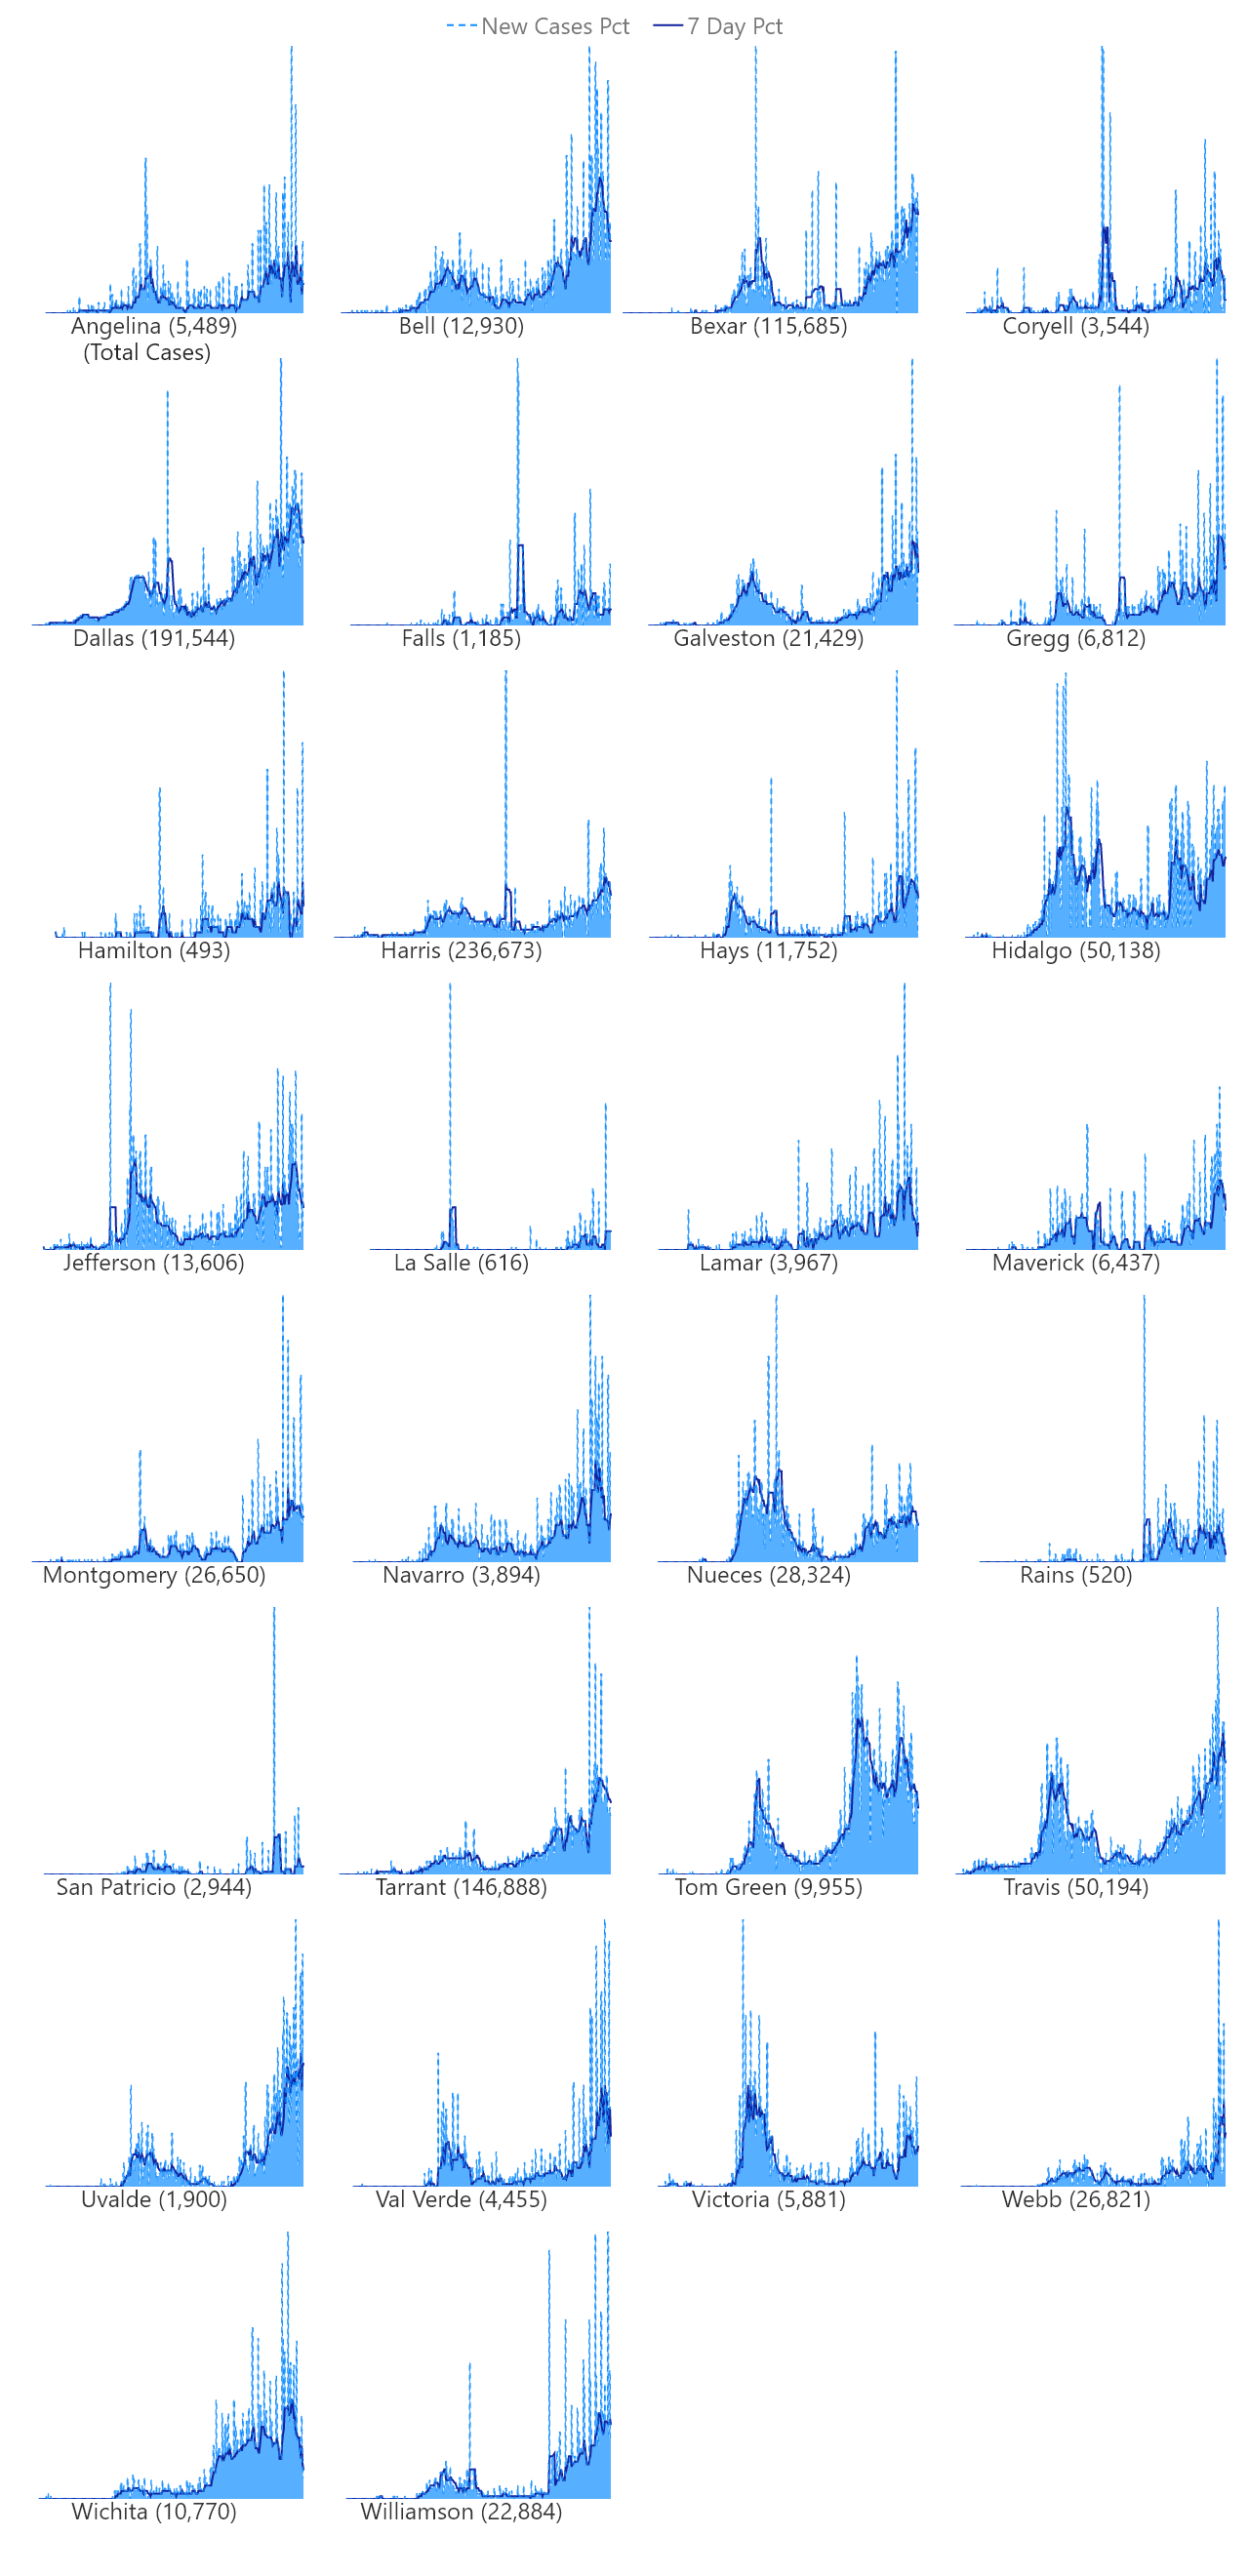 New Cases Pct 7 Day Pct
Angelina (5,489) Bell (12,930) Bexar (115,685) Coryell (3,544)
(Total Cases)
Dallas (191,544) Falls (1,185) Galveston (21,429) Gregg (6,812)
Hamilton (493) Harris (236,673) Hays (11,752) Hidalgo (50,138)
Jefferson (13,606) La Salle (616) Lamar (3,967) Maverick (6,437)
Montgomery (26,650) Navarro (3,894) Nueces (28,324) Rains (520)
San Patricio (2,944) Tarrant (146,888) Tom Green (9,955) Travis (50,194)
Uvalde (1,900) Val Verde (4,455) Victoria (5,881) Webb (26,821)
Wichita (10,770) Williamson (22,884)